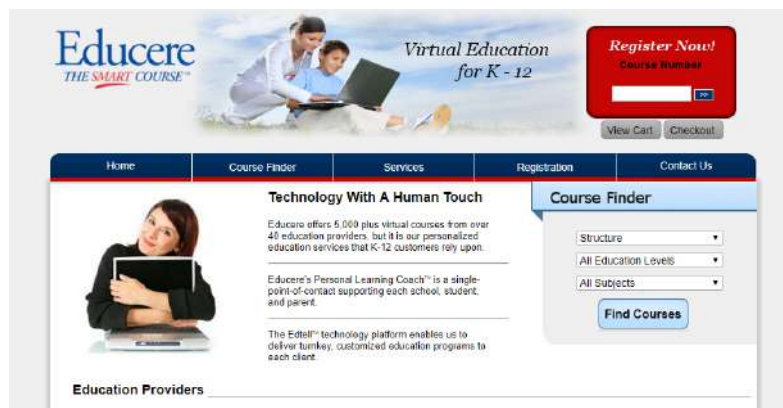 Educere
THE SMART COURSE℠
Virtual Education
for K - 12
Register Now!
Course Number
>>
View Cart
Checkout
Home
Course Finder
Services
Registration
Contact Us
Technology With A Human Touch
Educere offers 5,000 plus virtual courses from over
40 education providers, but it is our personalized
education services that K-12 customers rely upon.
Educere's Personal Learning Coach™ is a single-
point-of-contact supporting each school, student,
and parent.
The Edtell™ technology platform enables us to
deliver turnkey, customized education programs to
each client.
Course Finder
Structure
All Education Levels
All Subjects
Find Courses
Education Providers